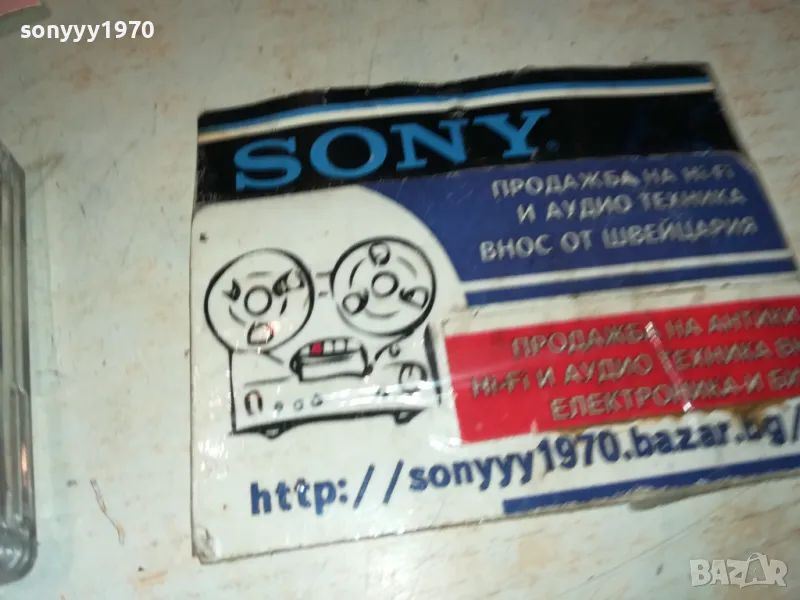 sonyyy1970
SONY
ПРОДАЖБА НА Hi-Fi
И АУДИО ТЕХНИКА
ВНОС ОТ ШВЕЙЦАРИЯ
ПРОДАЖБА НА АНТИКИ
Hi-Fi И АУДИО ТЕХНИКА
ЕЛЕКТРОНИКА И
http://sonyyy1970.bazar.bg/
BAZAR